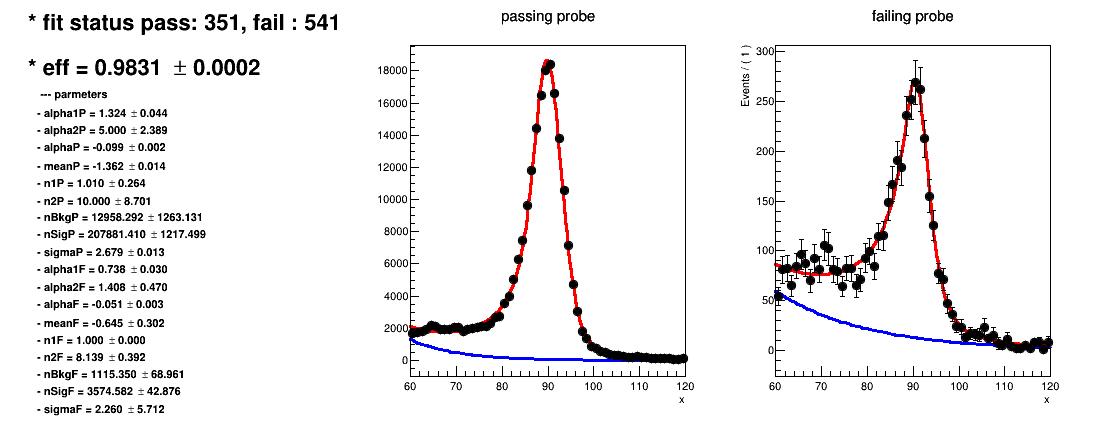 * fit status pass: 351, fail : 541
* eff = 0.9831 ± 0.0002
--- parmeters
- alpha1P = 1.324 ± 0.044
- alpha2P = 5.000 ± 2.389
- alphaP = -0.099 ± 0.002
- meanP = -1.362 ± 0.014
- n1P = 1.010 ± 0.264
- n2P = 10.000 ± 8.701
- nBkgP = 12958.292 ± 1263.131
- nSigP = 207881.410 ± 1217.499
- sigmaP = 2.679 ± 0.013
- alpha1F = 0.738 ± 0.030
- alpha2F = 1.408 ± 0.470
- alphaF = -0.051 ± 0.003
- meanF = -0.645 ± 0.302
- n1F = 1.000 ± 0.000
- n2F = 8.139 ± 0.392
- nBkgF = 1115.350 ± 68.961
- nSigF = 3574.582 ± 42.876
- sigmaF = 2.260 ± 5.712
passing probe
18000
16000
14000
12000
10000
8000
6000
4000
2000
0
60 70 80 90 100 110 120
x
failing probe
Events / ( 1 )
300
250
200
150
100
50
0
60 70 80 90 100 110 120
x